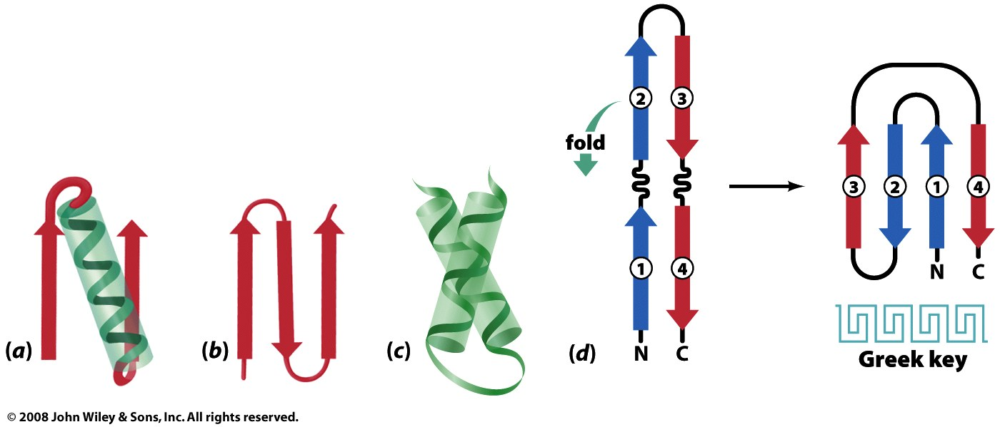 (a)
(b)
(c)
(d)
fold
2
3
1
4
N
C
3
2
1
4
N
C
Greek key
© 2008 John Wiley & Sons, Inc. All rights reserved.